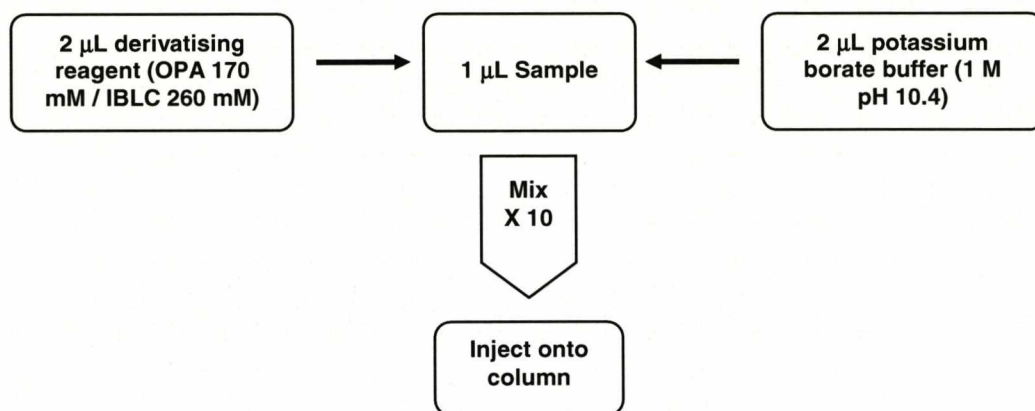 2 μL derivatising
reagent (OPA 170
mM / IBLC 260 mM)
1 μL Sample
2 μL potassium
borate buffer (1 M
pH 10.4)
Mix
X 10
Inject onto
column